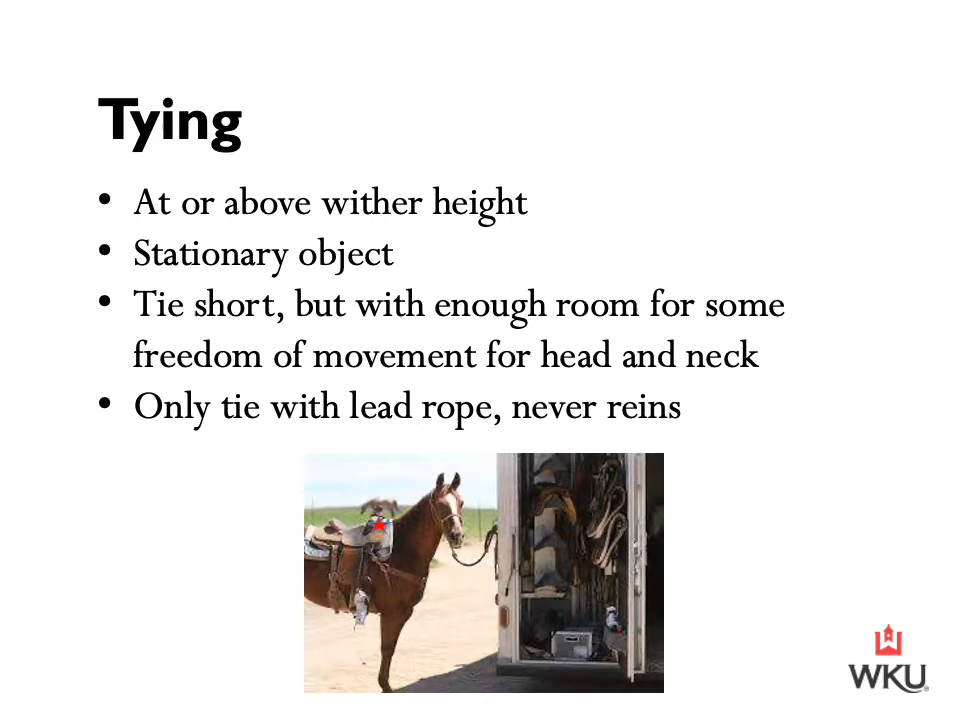 Tying
• At or above wither height
• Stationary object
• Tie short, but with enough room for some
freedom of movement for head and neck
• Only tie with lead rope, never reins
WKU®